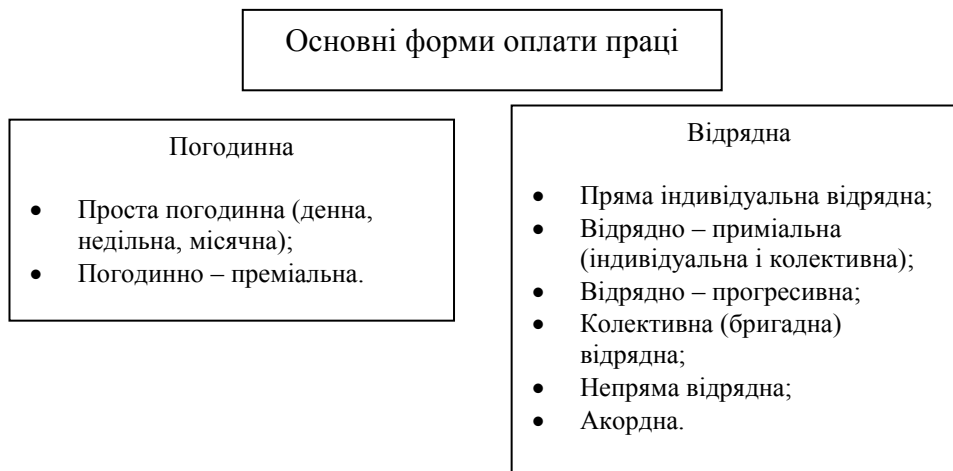 Основні форми оплати праці
Погодинна
• Проста погодинна (денна,
недільна, місячна);
• Погодинно – преміальна.
Відрядна
• Пряма індивідуальна відрядна;
• Відрядно – приміальна
(індивідуальна і колективна);
• Відрядно – прогресивна;
• Колективна (бригадна)
відрядна;
• Непряма відрядна;
• Акордна.